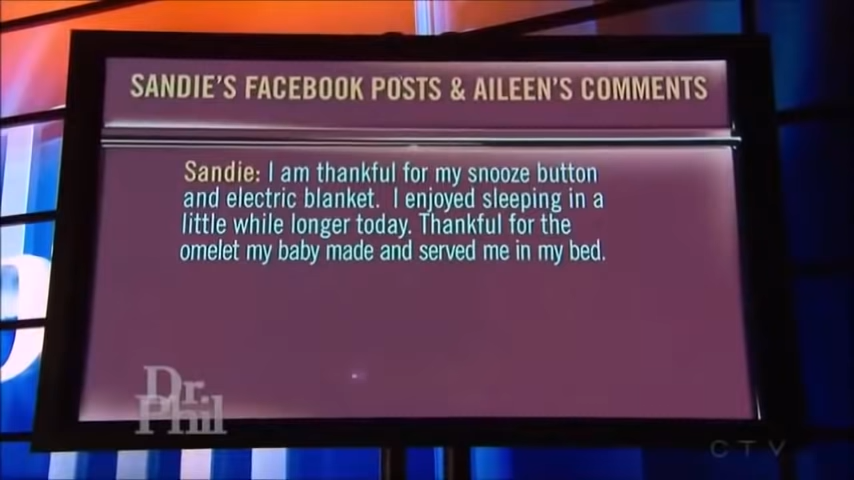 SANDIE'S FACEBOOK POSTS & AILEEN'S COMMENTS
Sandie: I am thankful for my snooze button
and electric blanket. I enjoyed sleeping in a
little while longer today. Thankful for the
omelet my baby made and served me in my bed.
Dr.
Phil
CTV